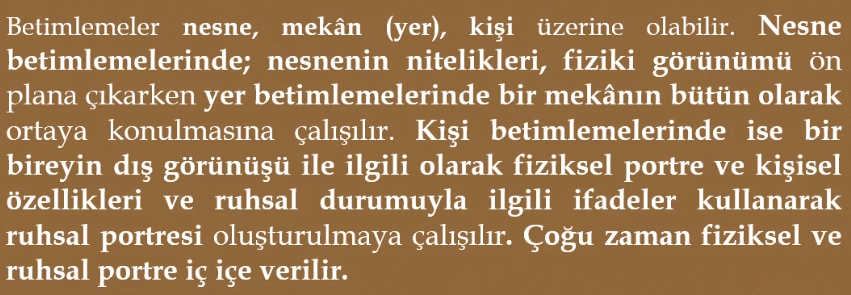 Betimlemeler nesne, mekân (yer), kişi üzerine olabilir. Nesne
betimlemelerinde; nesnenin nitelikleri, fiziki görünümü ön
plana çıkarken yer betimlemelerinde bir mekânın bütün olarak
ortaya konulmasına çalışılır. Kişi betimlemelerinde ise bir
bireyin dış görünüşü ile ilgili olarak fiziksel portre ve kişisel
özellikleri ve ruhsal durumuyla ilgili ifadeler kullanarak
ruhsal portresi oluşturulmaya çalışılır. Çoğu zaman fiziksel ve
ruhsal portre iç içe verilir.